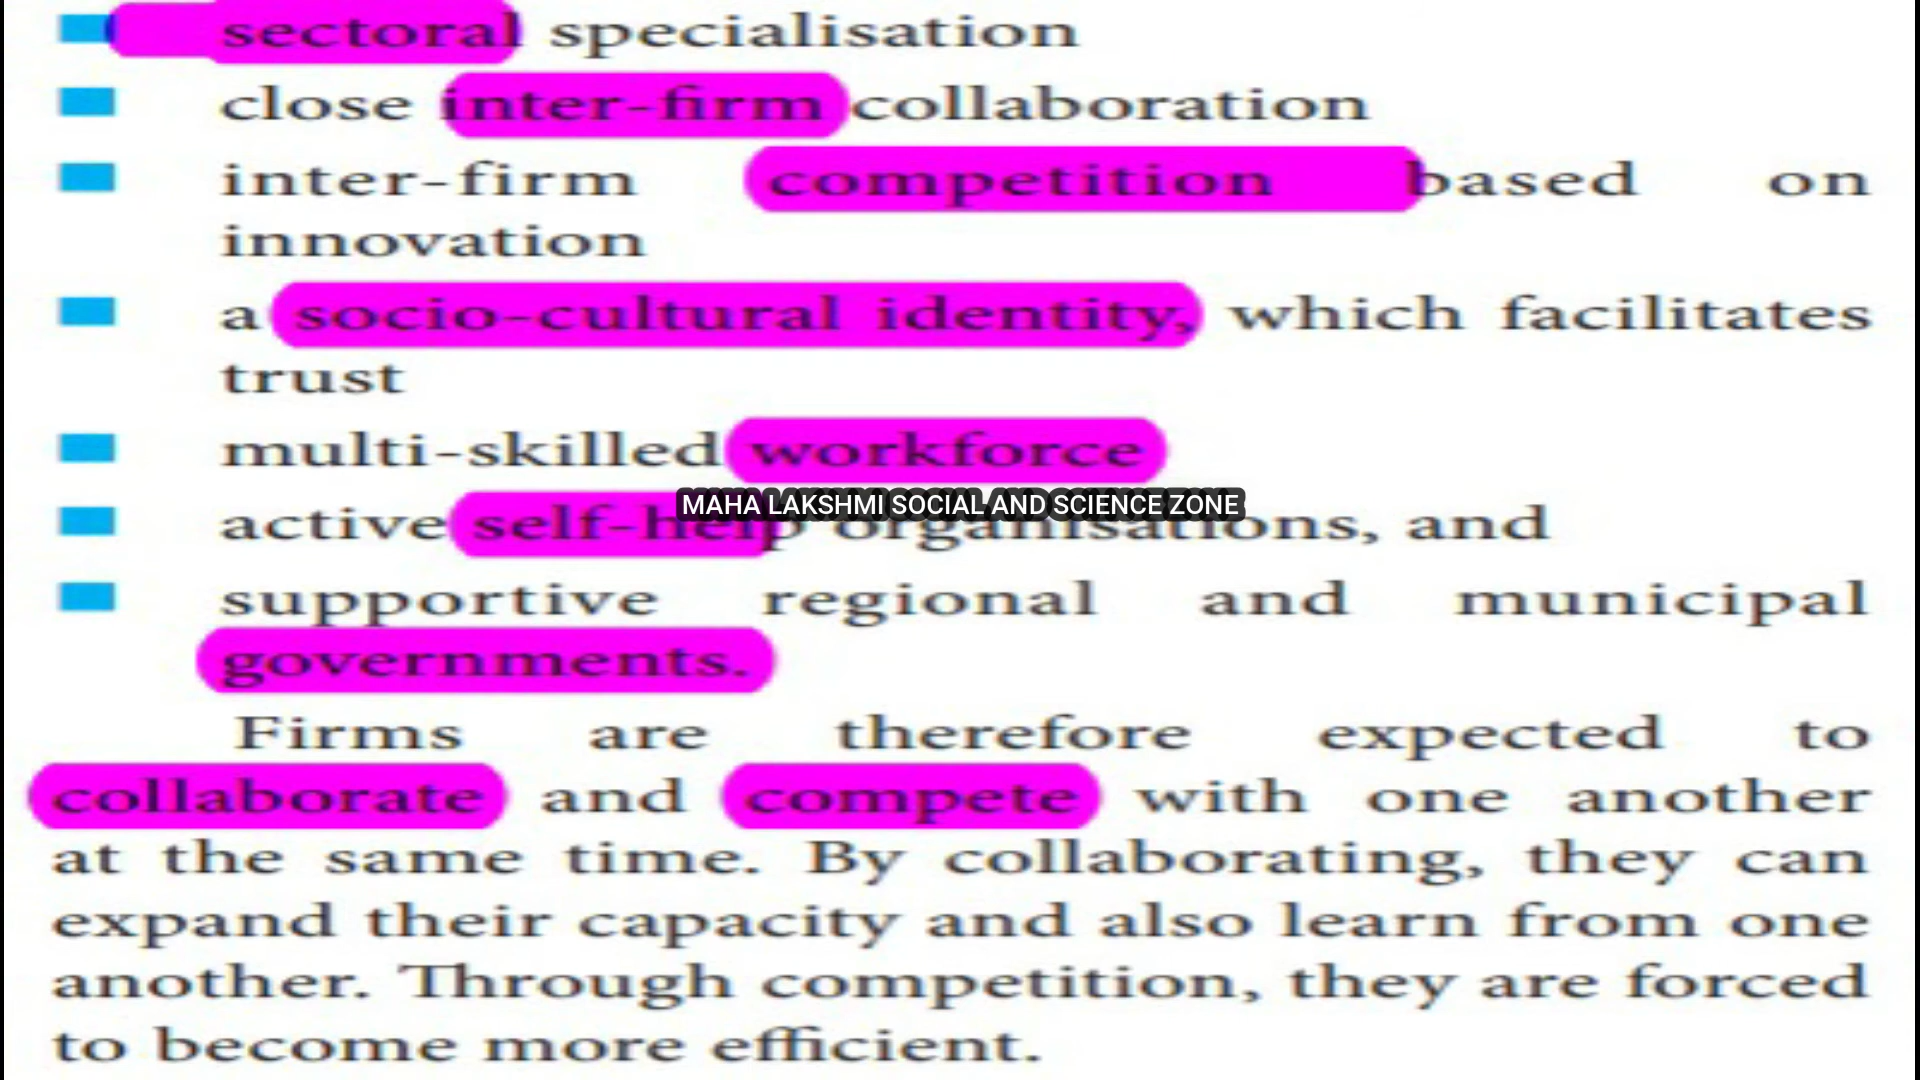 sectoral specialisation
close inter-firm collaboration
inter-firm competition based on
innovation
a socio-cultural identity, which facilitates
trust
multi-skilled workforce
MAHA LAKSHMI SOCIAL AND SCIENCE ZONE
active self-help organisations, and
supportive regional and municipal
governments.
Firms are therefore expected to
collaborate and compete with one another
at the same time. By collaborating, they can
expand their capacity and also learn from one
another. Through competition, they are forced
to become more efficient.